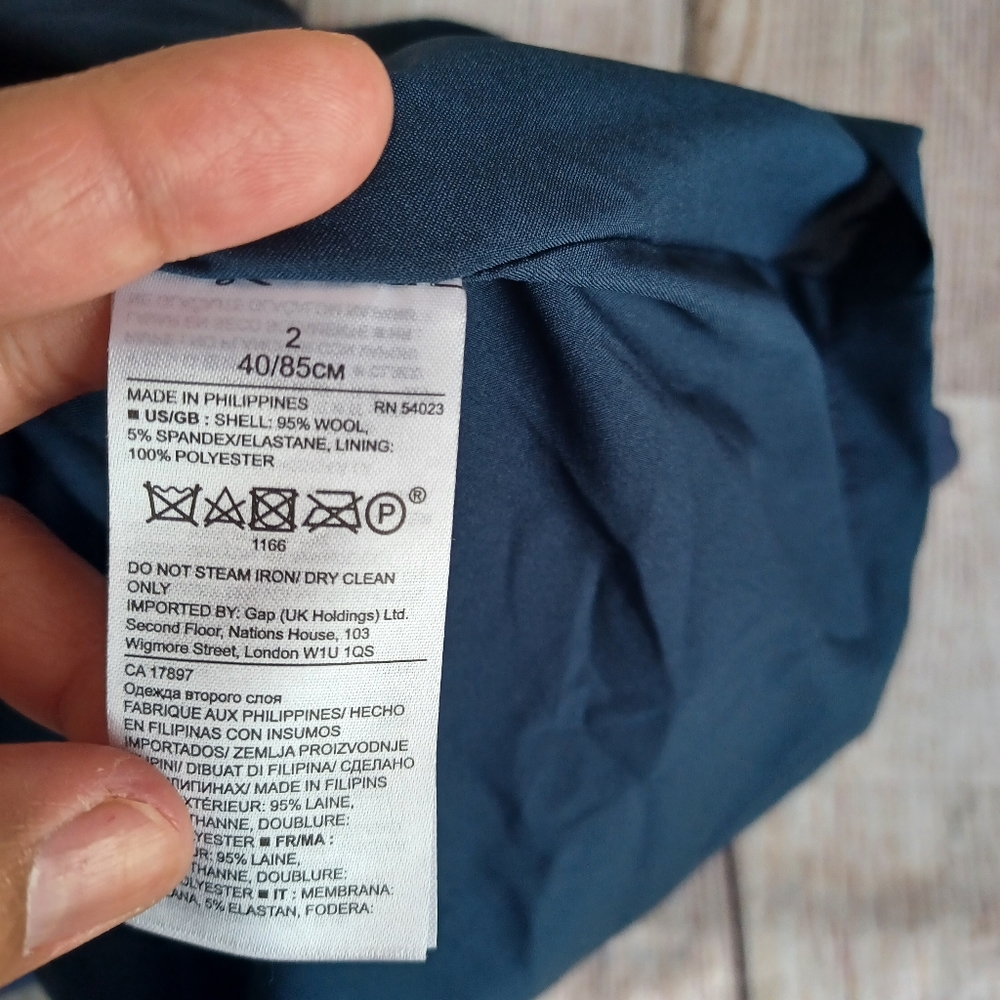 2
40/85CM
MADE IN PHILIPPINES RN 54023
■ US/GB : SHELL: 95% WOOL,
5% SPANDEX/ELASTANE, LINING:
100% POLYESTER
P®
1166
DO NOT STEAM IRON/ DRY CLEAN
ONLY
IMPORTED BY: Gap (UK Holdings) Ltd.
Second Floor, Nations House, 103
Wigmore Street, London W1U 1QS
CA 17897
Одежда второго слоя
FABRIQUE AUX PHILIPPINES/ HECHO
EN FILIPINAS CON INSUMOS
IMPORTADOS/ ZEMLJA PROIZVODNJE
DIBUAT DI FILIPINA/ СДЕЛАНО
MADE IN FILIPINS
95% LAINE,
DOUBLURE:
■ FR/MA :
95% LAINE,
DOUBLURE:
■ IT : MEMBRANA:
5% ELASTAN, FODERA: